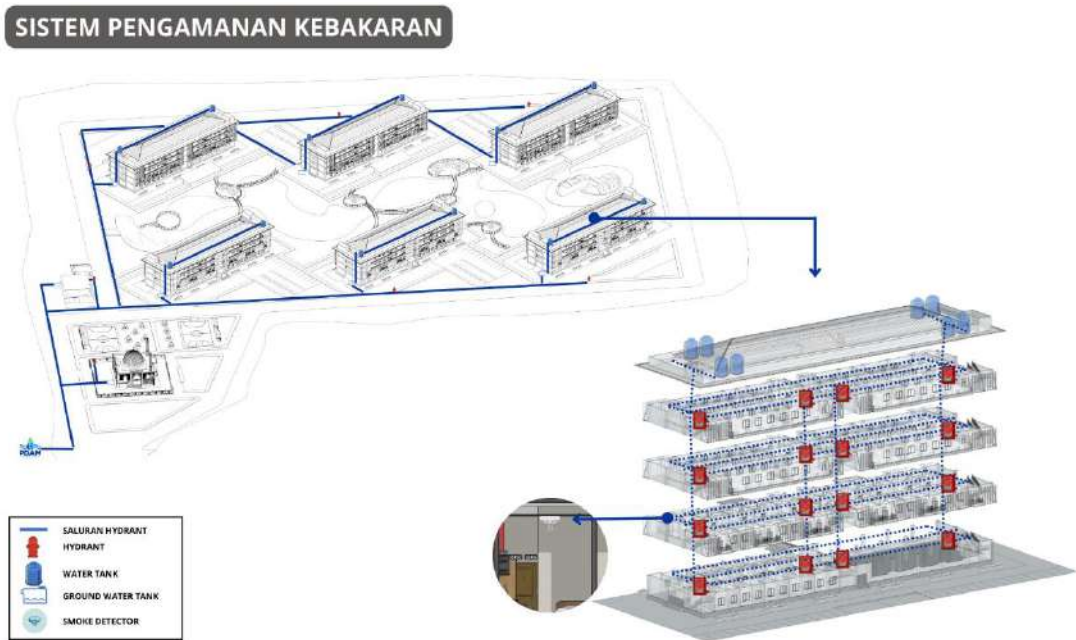 SISTEM PENGAMANAN KEBAKARAN
PDAM
SALURAN HYDRANT
HYDRANT
WATER TANK
GROUND WATER TANK
SMOKE DETECTOR